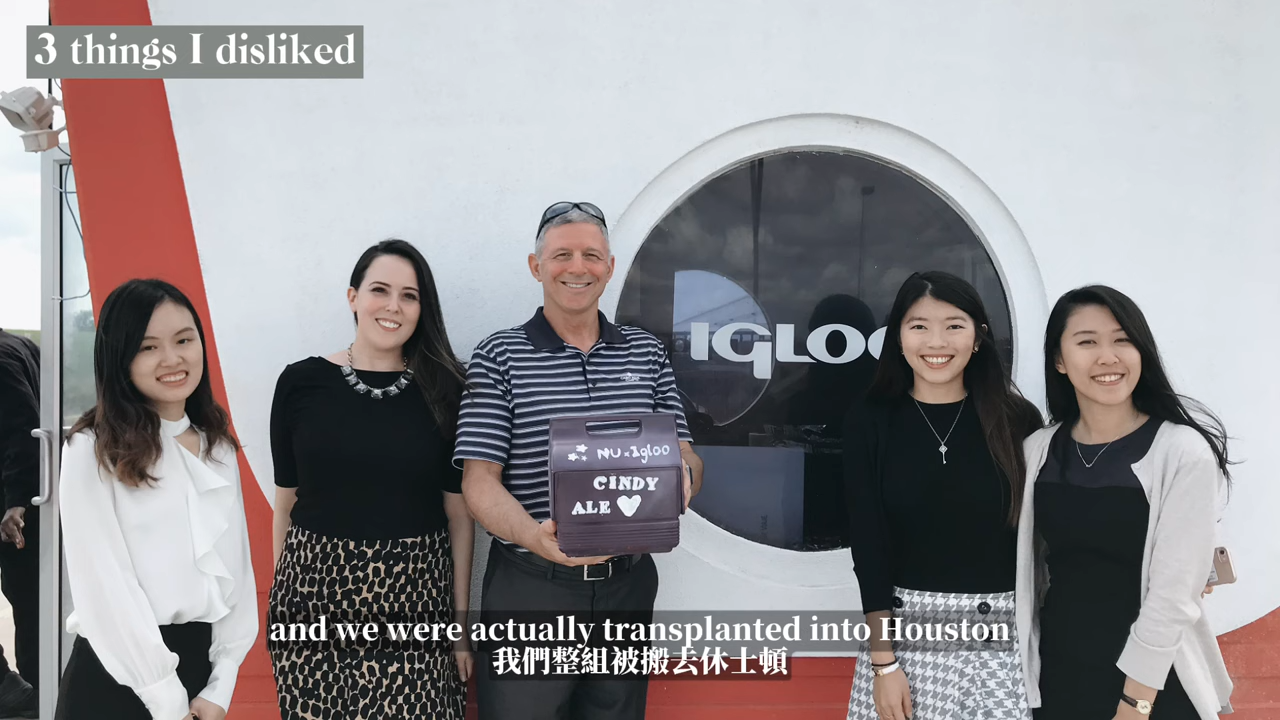 3 things I disliked
IGLOO
NU x Igloo
CINDY
ALE
and we were actually transplanted into Houston
我們整組被搬去休士頓